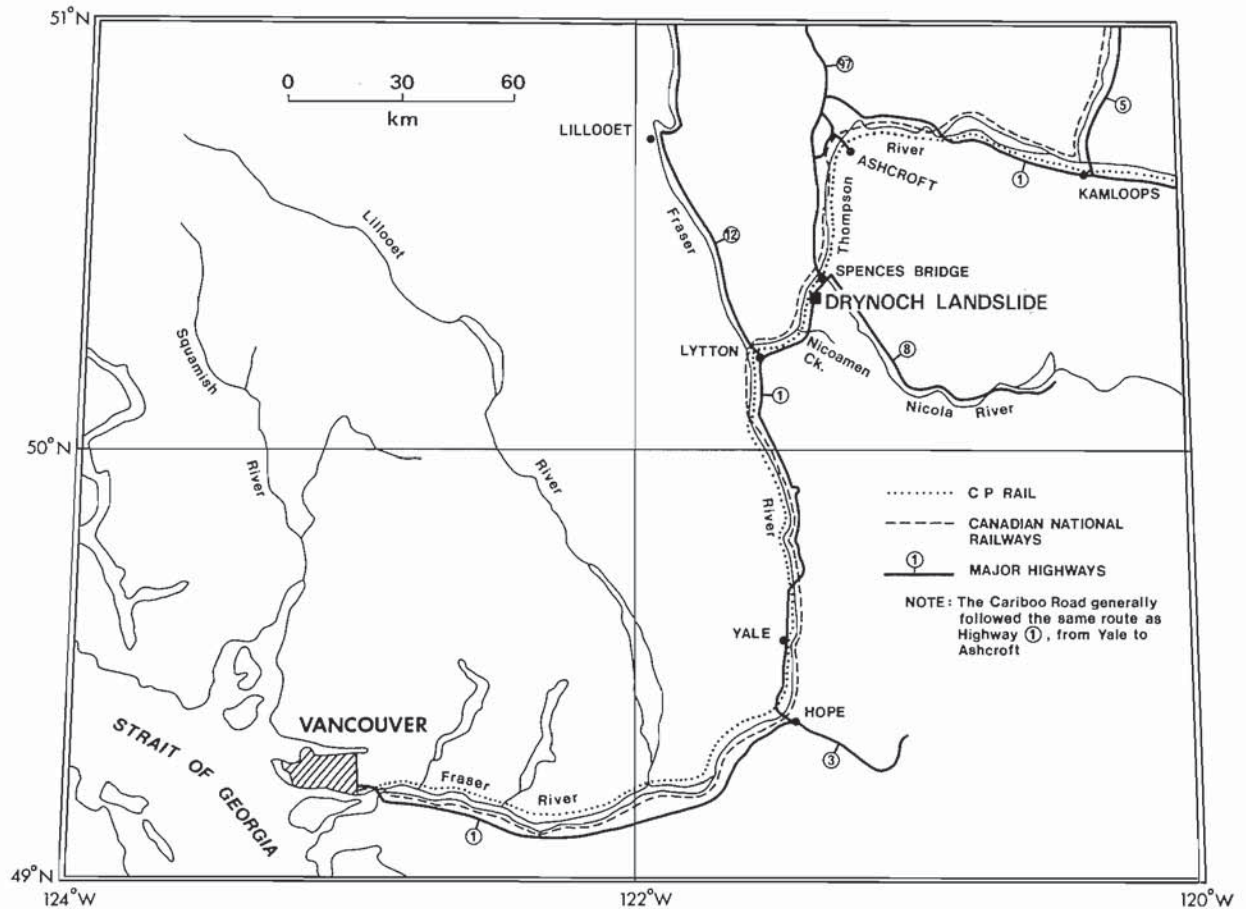 51°N
0 30 60
km
LILLOOET
97
5
River
ASHCROFT
1
KAMLOOPS
Thompson
Fraser
12
Lillooet
SPENCES BRIDGE
DRYNOCH LANDSLIDE
Squamish
LYTTON
Nicoamen
Ck.
8
1
Nicola River
50°N
River
River
River
C P RAIL
CANADIAN NATIONAL
RAILWAYS
1 MAJOR HIGHWAYS
NOTE: The Cariboo Road generally
followed the same route as
Highway 1, from Yale to
Ashcroft
YALE
HOPE
3
VANCOUVER
STRAIT OF GEORGIA
Fraser River
1
49°N
124°W
122°W
120°W